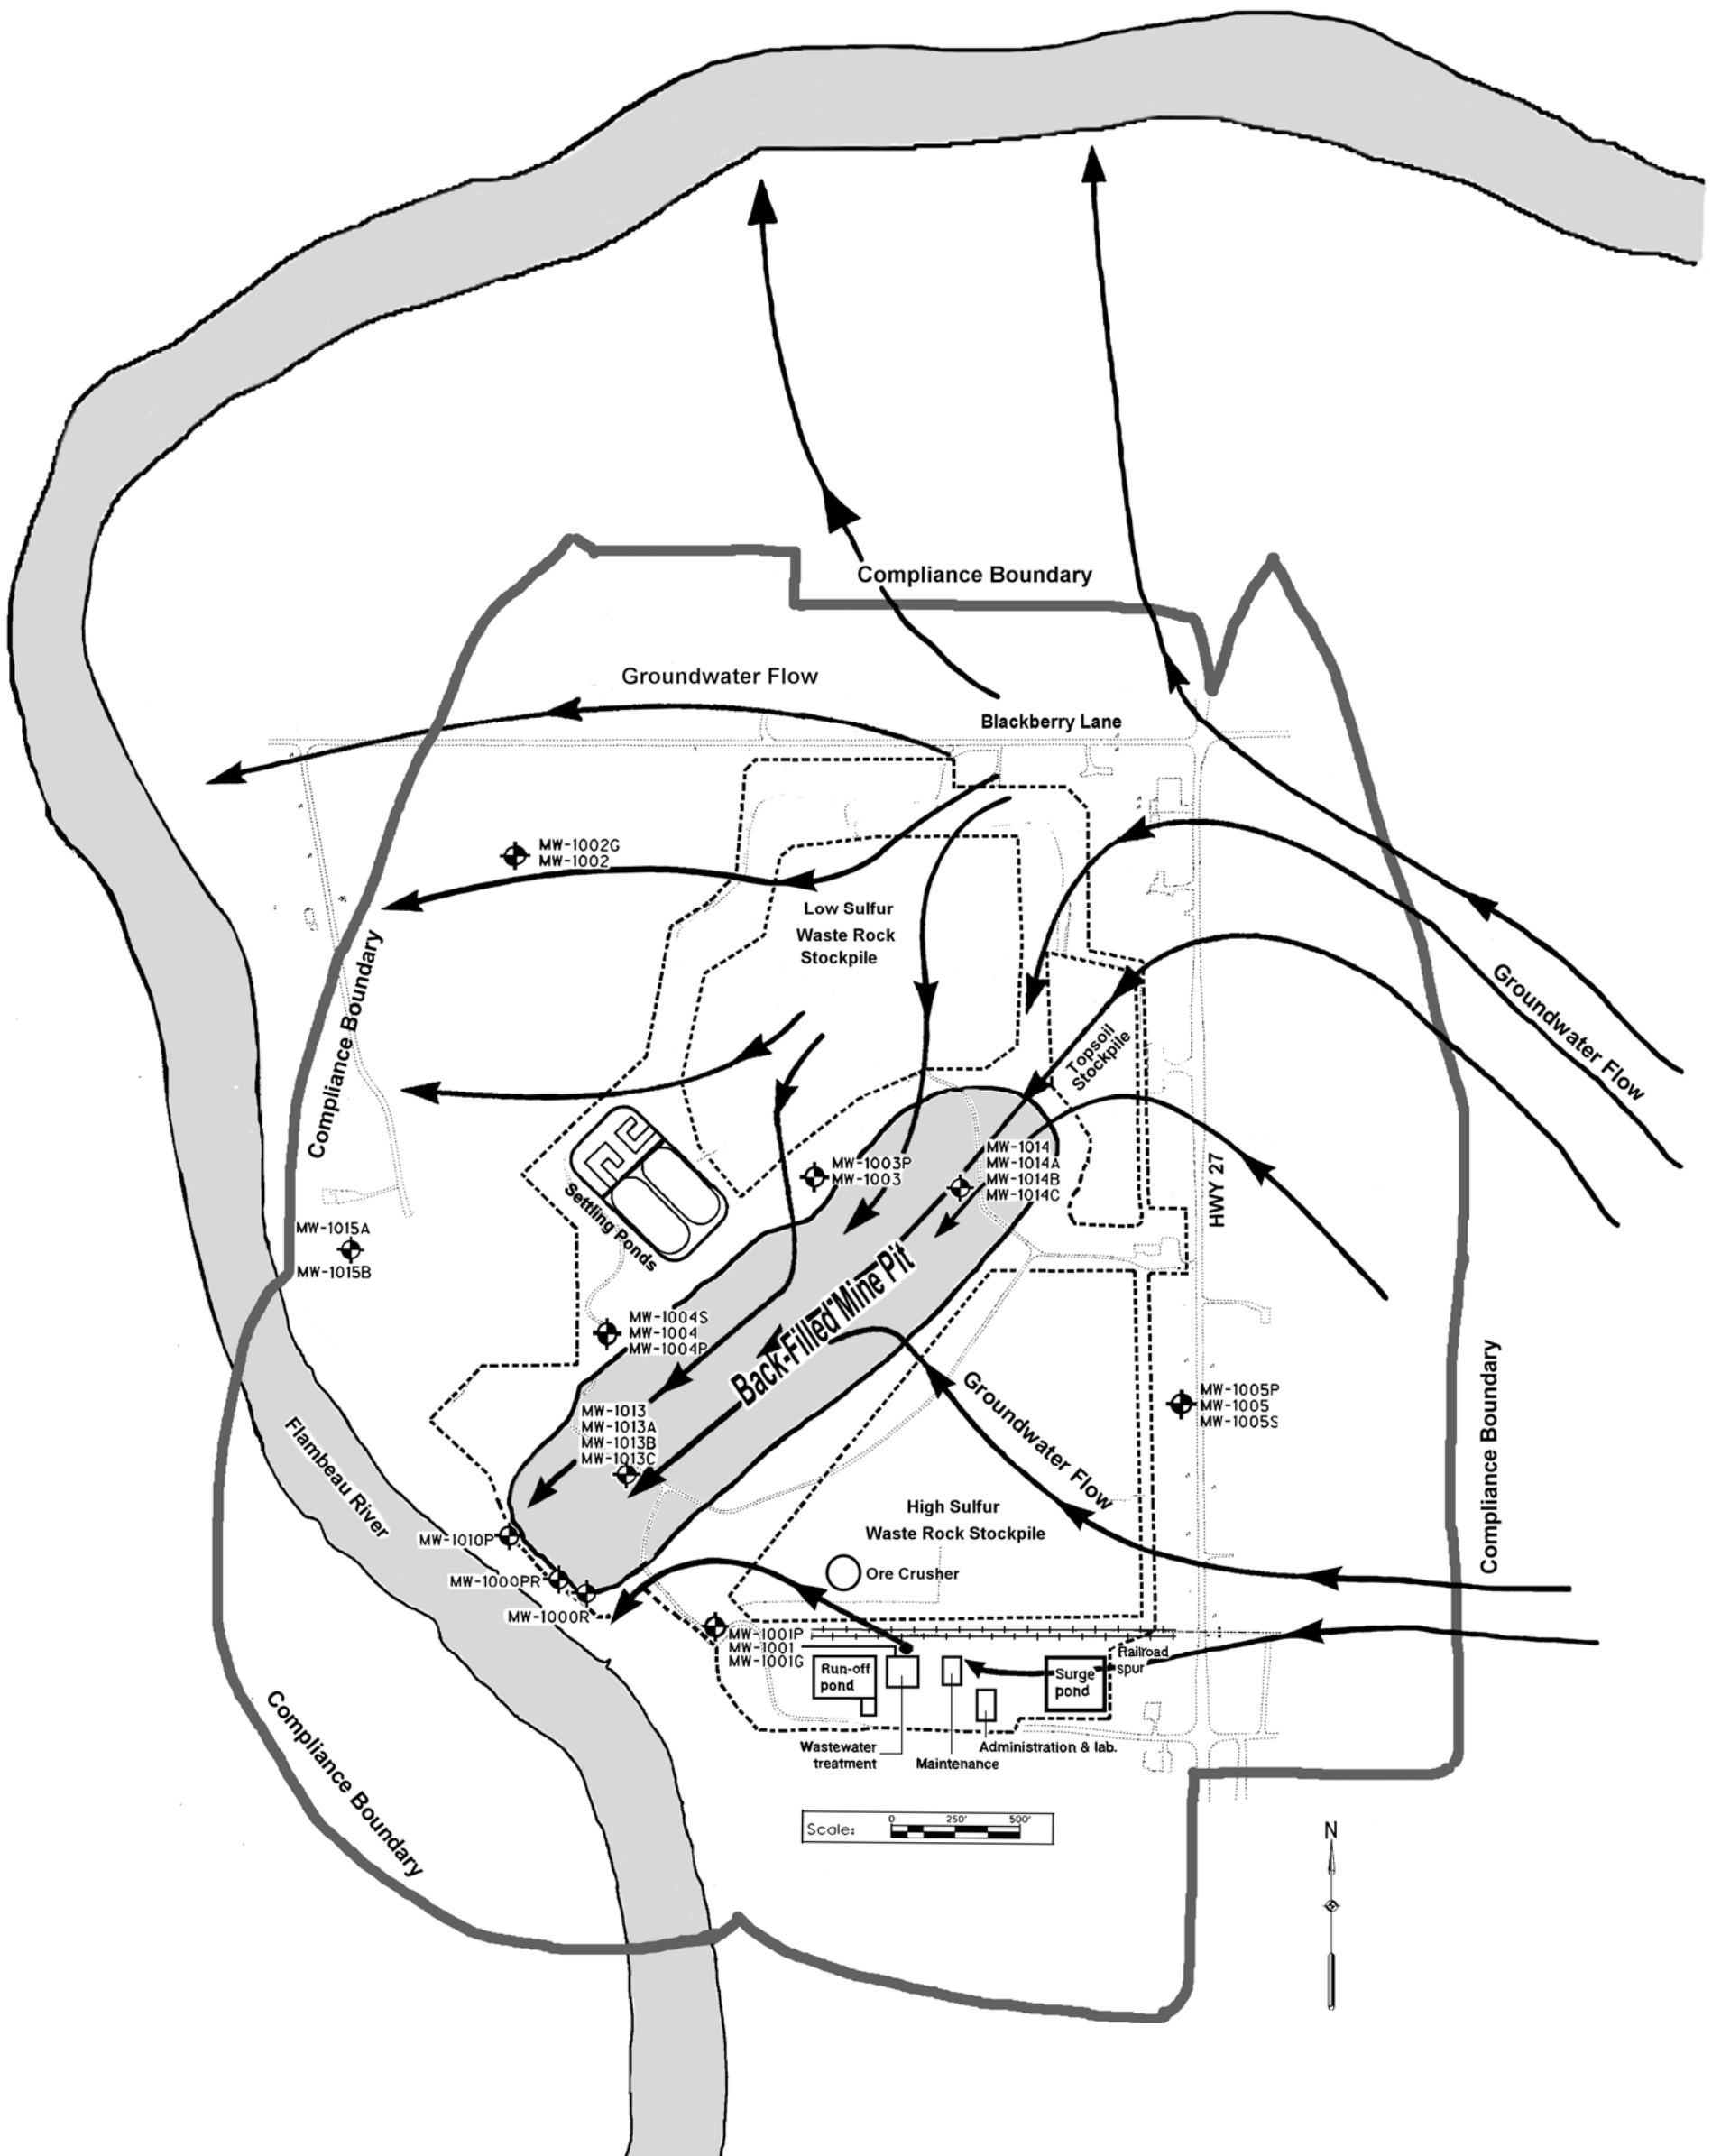 Compliance Boundary
Groundwater Flow
Blackberry Lane
MW-1002G
MW-1002
Low Sulfur
Waste Rock
Stockpile
Compliance Boundary
Groundwater Flow
Topsoil
Stockpile
MW-1014
MW-1014A
MW-1014B
MW-1014C
MW-1003P
MW-1003
HWY 27
Settling Ponds
MW-1015A
MW-1015B
Back-Filled Mine Pit
MW-1004S
MW-1004
MW-1004P
Groundwater Flow
MW-1005P
MW-1005
MW-1005S
Compliance Boundary
MW-1013
MW-1013A
MW-1013B
MW-1013C
Flambeau River
High Sulfur
Waste Rock Stockpile
MW-1010P
Ore Crusher
MW-1000PR
MW-1000R
MW-1001P
MW-1001
MW-1001G
Railroad
spur
Run-off
pond
Surge
pond
Compliance Boundary
Wastewater
treatment
Administration & lab.
Maintenance
Scale:
0 250' 500'
N